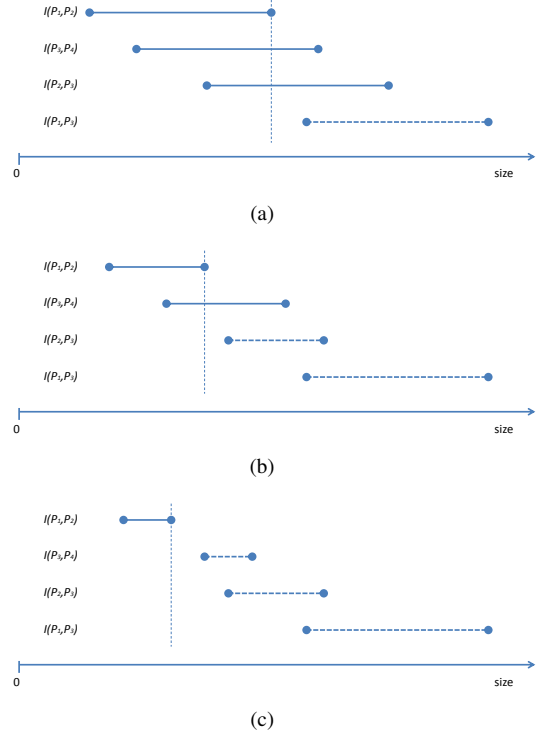 I(P₁,P₂)
I(P₃,P₄)
I(P₂,P₃)
I(P₁,P₃)
0 size
(a)
I(P₁,P₂)
I(P₃,P₄)
I(P₂,P₃)
I(P₁,P₃)
0 size
(b)
I(P₁,P₂)
I(P₃,P₄)
I(P₂,P₃)
I(P₁,P₃)
0 size
(c)